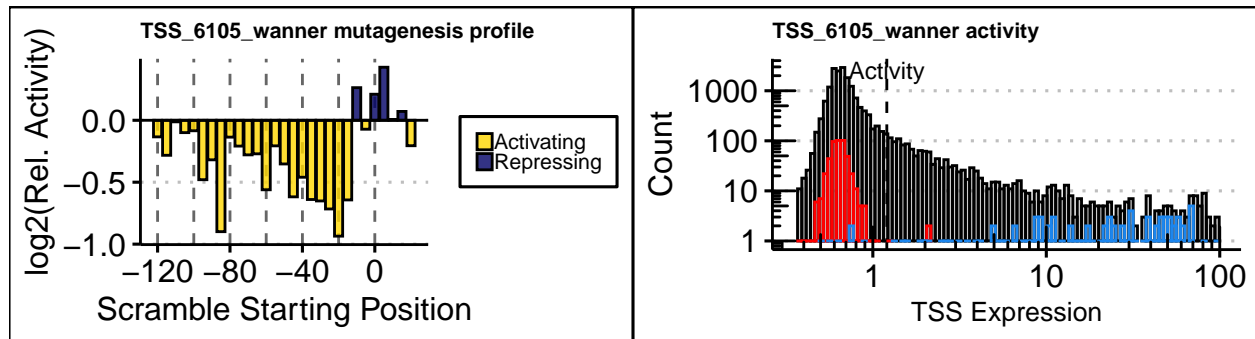 TSS_6105_wanner mutagenesis profile
log2(Rel. Activity)
0.0
−0.5
−1.0
−120 −80 −40 0
Scramble Starting Position
Activating
Repressing
TSS_6105_wanner activity
Activity
Count
1000
100
10
1
1 10 100
TSS Expression